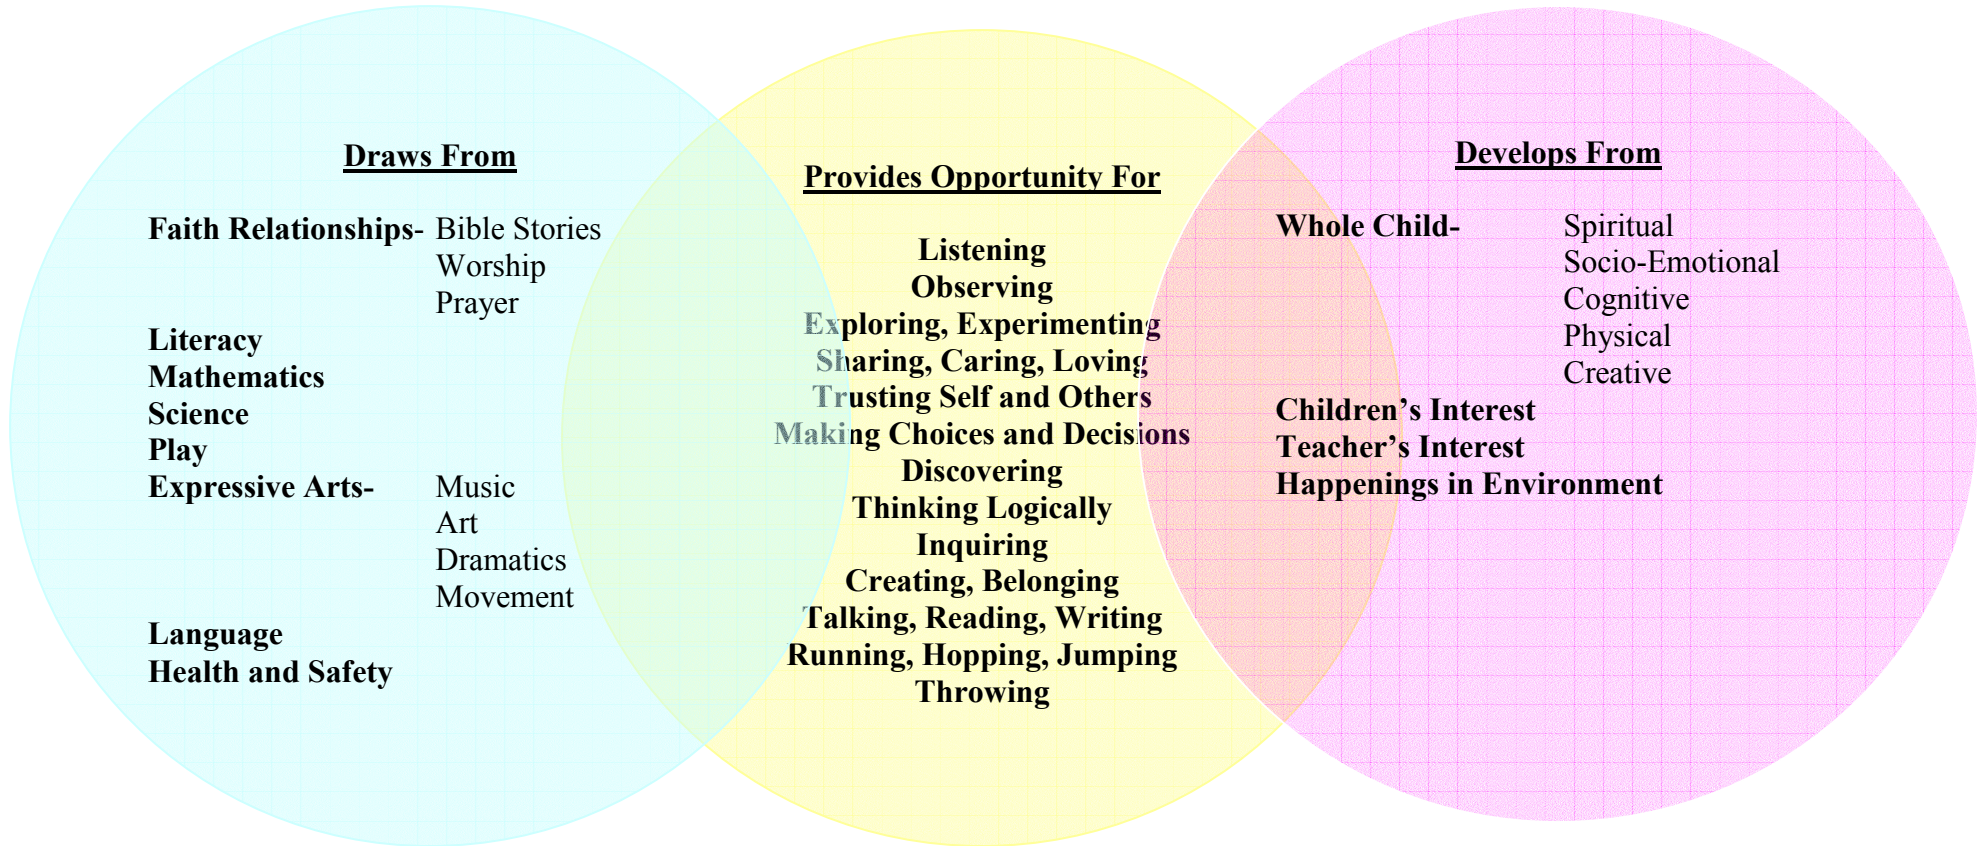 Draws From
Faith Relationships- Bible Stories
Worship
Prayer
Literacy
Mathematics
Science
Play
Expressive Arts- Music
Art
Dramatics
Movement
Language
Health and Safety
Provides Opportunity For
Listening
Observing
Exploring, Experimenting
Sharing, Caring, Loving
Trusting Self and Others
Making Choices and Decisions
Discovering
Thinking Logically
Inquiring
Creating, Belonging
Talking, Reading, Writing
Running, Hopping, Jumping
Throwing
Develops From
Whole Child- Spiritual
Socio-Emotional
Cognitive
Physical
Creative
Children’s Interest
Teacher’s Interest
Happenings in Environment